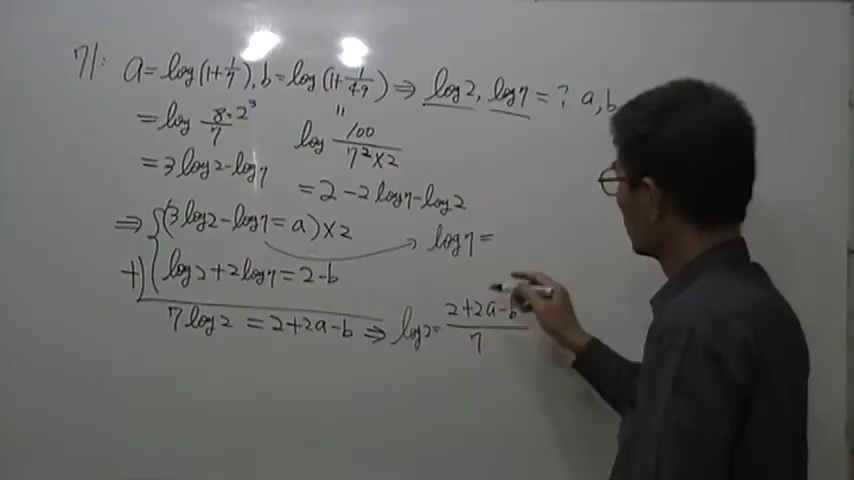 71: a = log(1+1/7), b = log(1+1/49) ⇒ log2, log7 = ? a,b
= log 8·2³/7
log 100/7²×2
= 3log2-log7
= 2-2log7-log2
⇒ {(3log2-log7=a)×2
log7=
+) log2+2log7=2-b
7log2 = 2+2a-b ⇒ log2= 2+2a-b/7